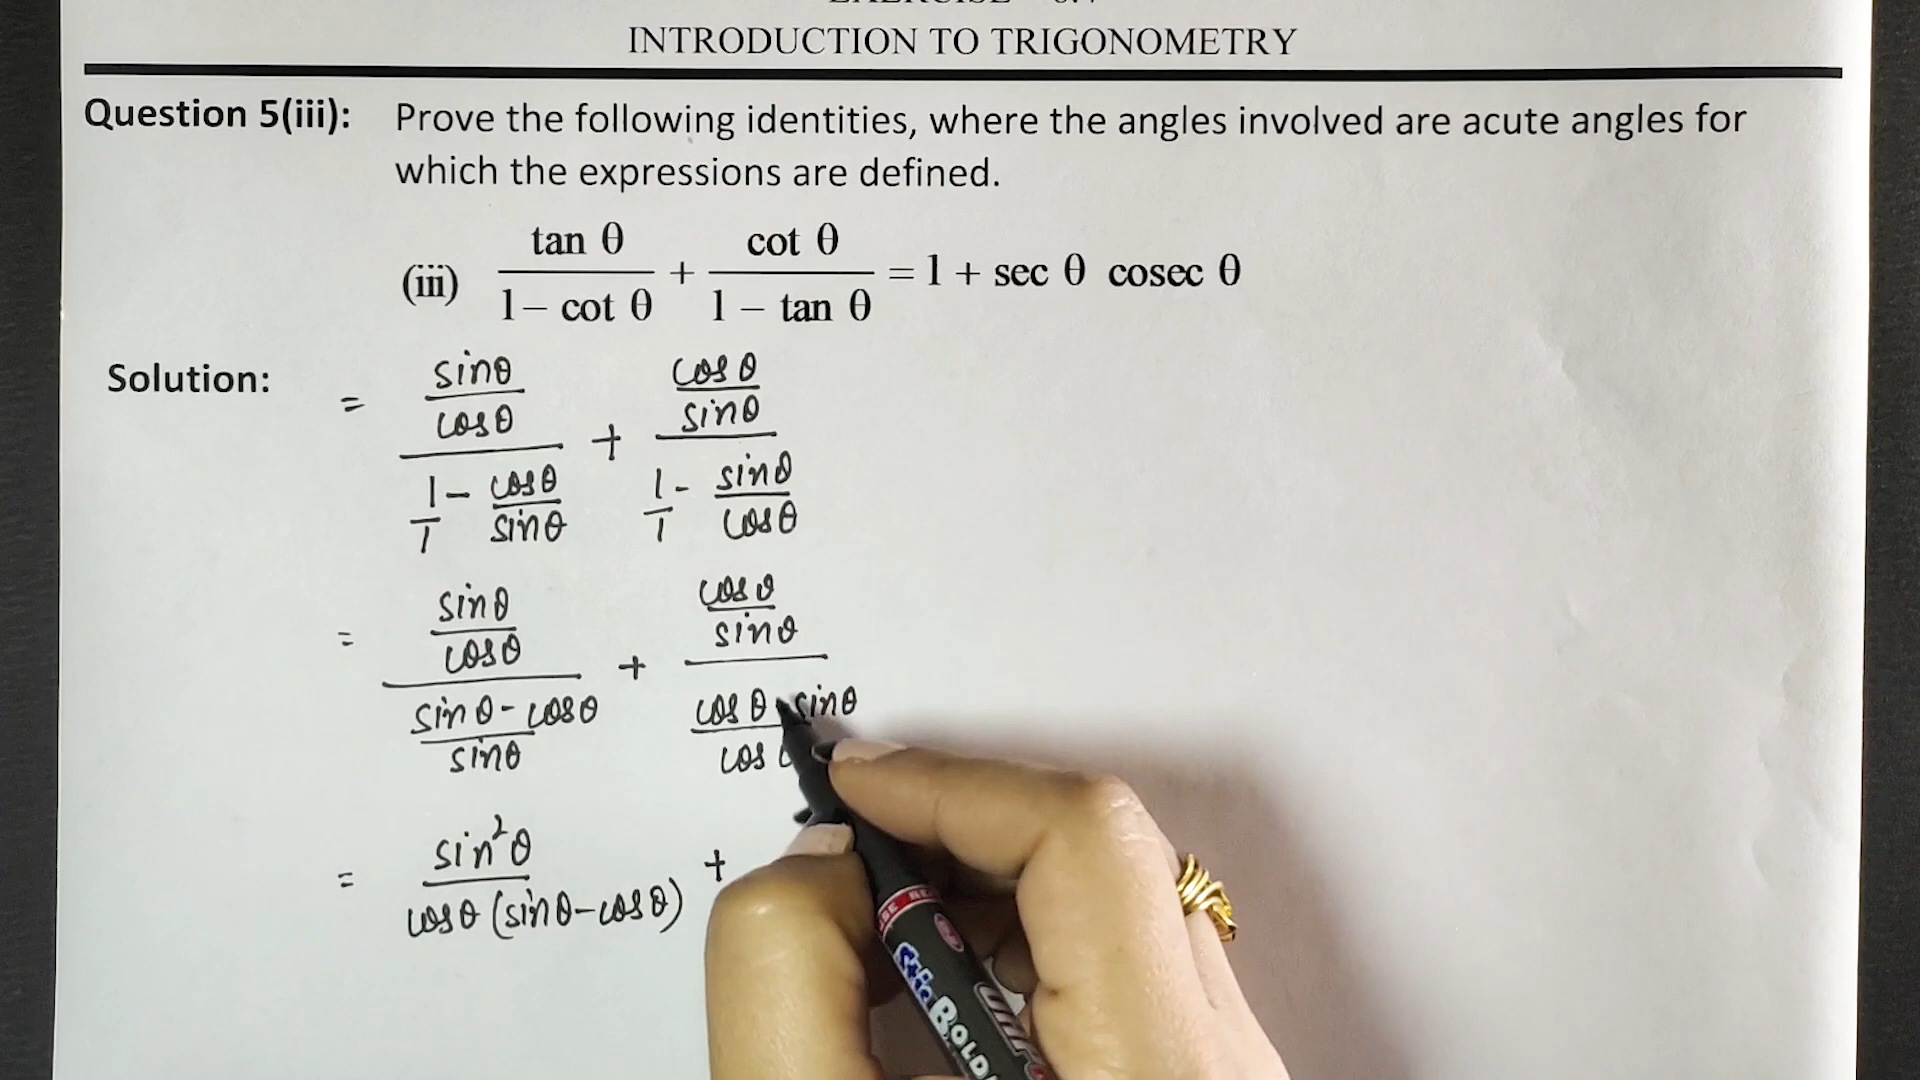 INTRODUCTION TO TRIGONOMETRY
Question 5(iii): Prove the following identities, where the angles involved are acute angles for
which the expressions are defined.
(iii) tan θ / 1 – cot θ + cot θ / 1 – tan θ = 1 + sec θ cosec θ
Solution:
= (sinθ / cosθ) / (1/1 - cosθ / sinθ) + (cosθ / sinθ) / (1/1 - sinθ / cosθ)
= (sinθ / cosθ) / (sinθ - cosθ / sinθ) + (cosθ / sinθ) / (cosθ sinθ / cos
= sin²θ / cosθ (sinθ - cosθ) +
BOLD